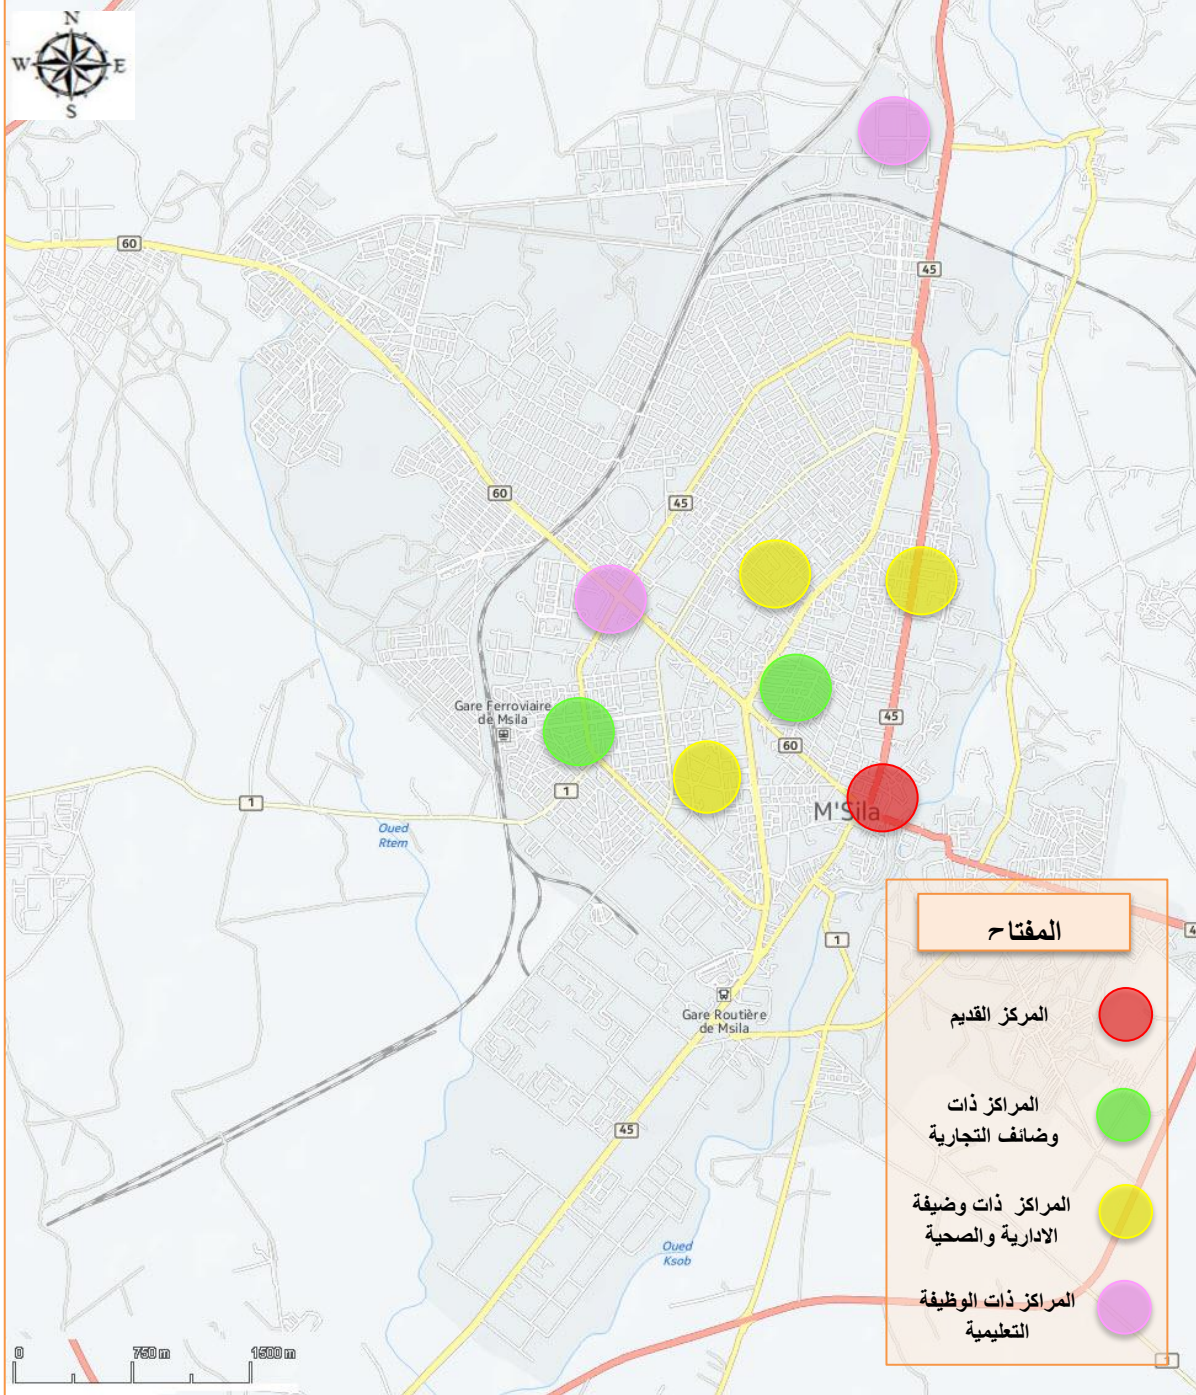 N
W E
S
60
45
60
45
Gare Ferroviaire
de Msila
45
60
1
1
M'Sila
Oued
Rtem
1
4
Gare Routière
de Msila
45
Oued
Ksob
المفتاح
المركز القديم
المراكز ذات
وضائف التجارية
المراكز ذات وضيفة
الادارية والصحية
المراكز ذات الوظيفة
التعليمية
1
0 750 m 1500 m